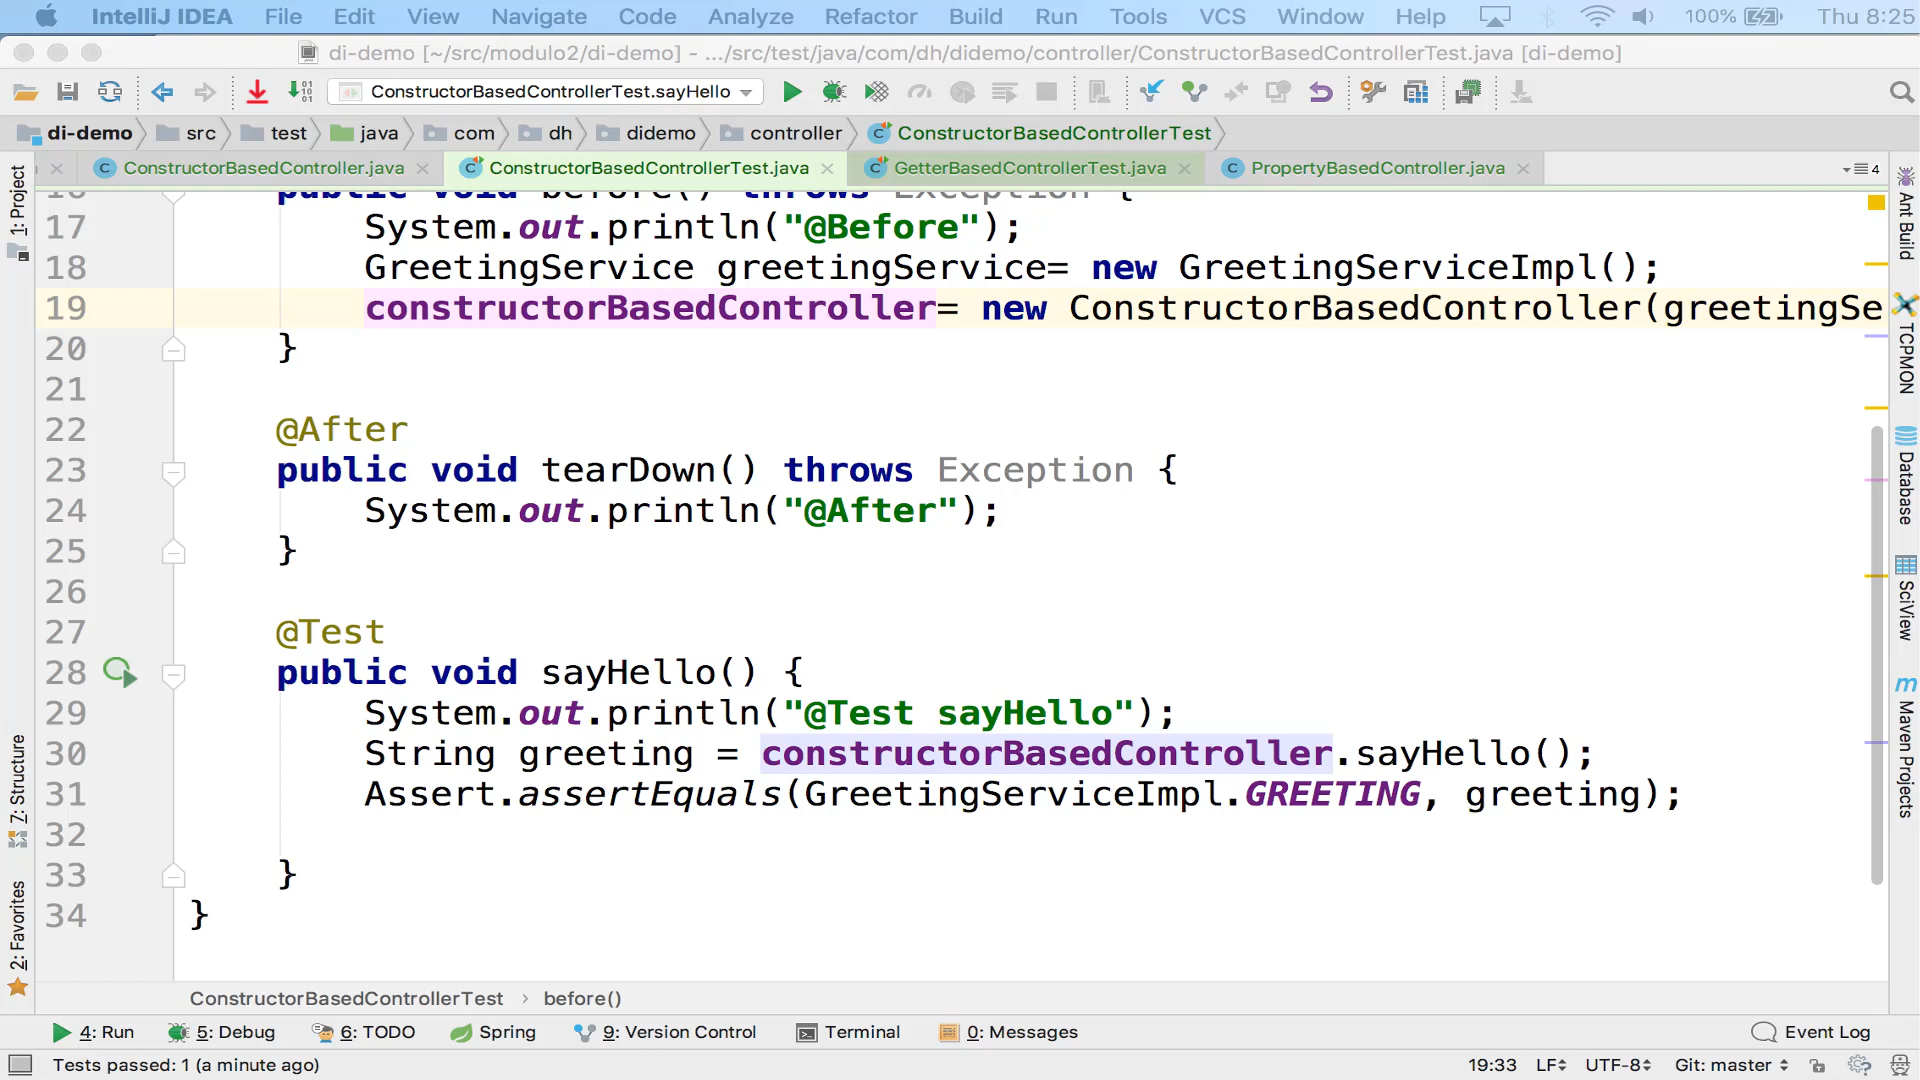 IntelliJ IDEA File Edit View Navigate Code Analyze Refactor Build Run Tools VCS Window Help 100% Thu 8:25
di-demo [~/src/modulo2/di-demo] - .../src/test/java/com/dh/didemo/controller/ConstructorBasedControllerTest.java [di-demo]
ConstructorBasedControllerTest.sayHello
di-demo src test java com dh didemo controller ConstructorBasedControllerTest
ConstructorBasedController.java ConstructorBasedControllerTest.java GetterBasedControllerTest.java PropertyBasedController.java 4
16 public void before() throws Exception {
17 System.out.println("@Before");
18 GreetingService greetingService= new GreetingServiceImpl();
19 constructorBasedController= new ConstructorBasedController(greetingSe
20 }
21
22 @After
23 public void tearDown() throws Exception {
24 System.out.println("@After");
25 }
26
27 @Test
28 public void sayHello() {
29 System.out.println("@Test sayHello");
30 String greeting = constructorBasedController.sayHello();
31 Assert.assertEquals(GreetingServiceImpl.GREETING, greeting);
32
33 }
34 }
1: Project
7: Structure
2: Favorites
Ant Build
TCPMON
Database
SciView
Maven Projects
ConstructorBasedControllerTest › before()
4: Run 5: Debug 6: TODO Spring 9: Version Control Terminal 0: Messages Event Log
Tests passed: 1 (a minute ago) 19:33 LF UTF-8 Git: master